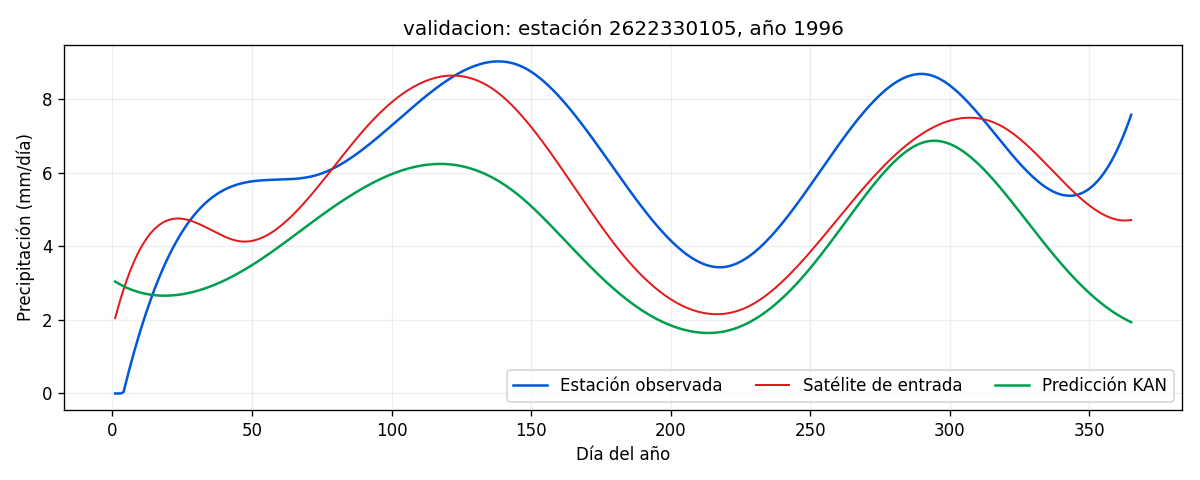 validacion: estación 2622330105, año 1996
Precipitación (mm/día)
8
6
4
2
0
Estación observada
Satélite de entrada
Predicción KAN
0
50
100
150
200
250
300
350
Día del año